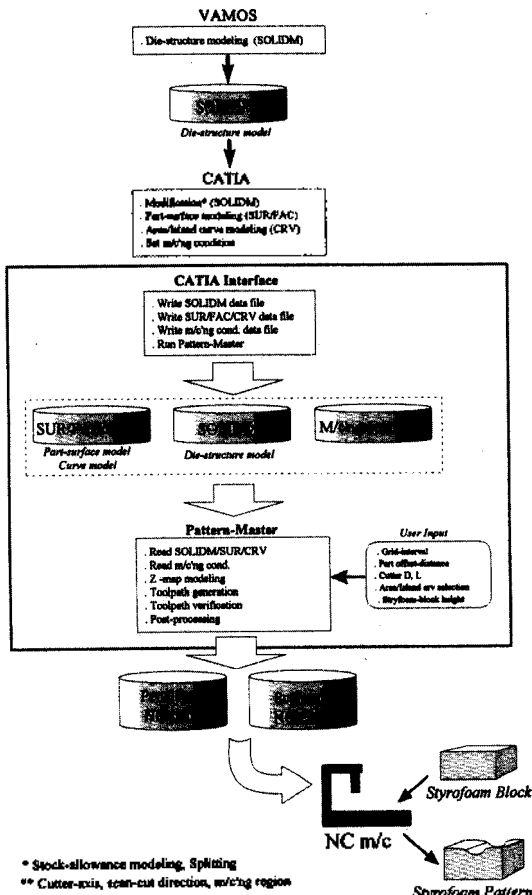 VAMOS
. Die-structure modeling (SOLIDM)
Die-structure model
CATIA
. Modification* (SOLIDM)
. Part-surface modeling (SUR/FAC)
. Area/Island curve modeling (CRV)
. Set m/c'ng condition
CATIA Interface
. Write SOLIDM data file
. Write SUR/FAC/CRV data file
. Write m/c'ng cond. data file
. Run Pattern-Master
Part-surface model
Curve model
Die-structure model
Pattern-Master
. Read SOLIDM/SUR/CRV
. Read m/c'ng cond.
. Z -map modeling
. Toolpath generation
. Toolpath verification
. Post-processing
User Input
. Grid-interval
. Part offset-distance
. Cutter D, L
. Area/Island crv selection
. Stryfoam-block height
Styrofoam Block
NC m/c
Styrofoam Pattern
* Stock-allowance modeling, Splitting
** Cutter-axis, scan-cut direction, m/c'ng region